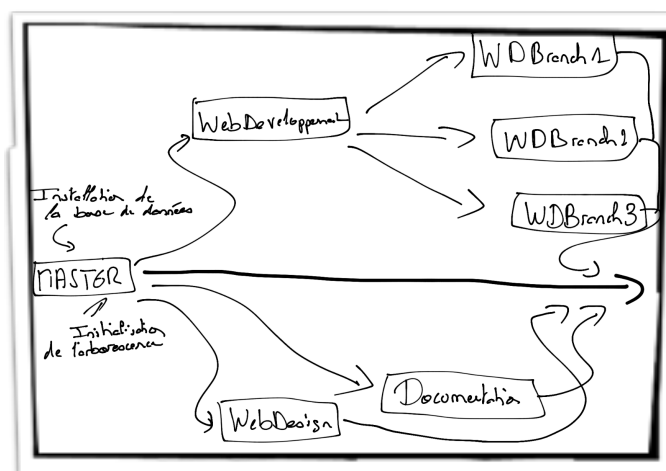 WDBranch1
WebDeveloppement
WDBranch2
WDBranch3
Installation de
la base de données
MASTER
Initialisation
de l'arborescence
Documentation
WebDesign